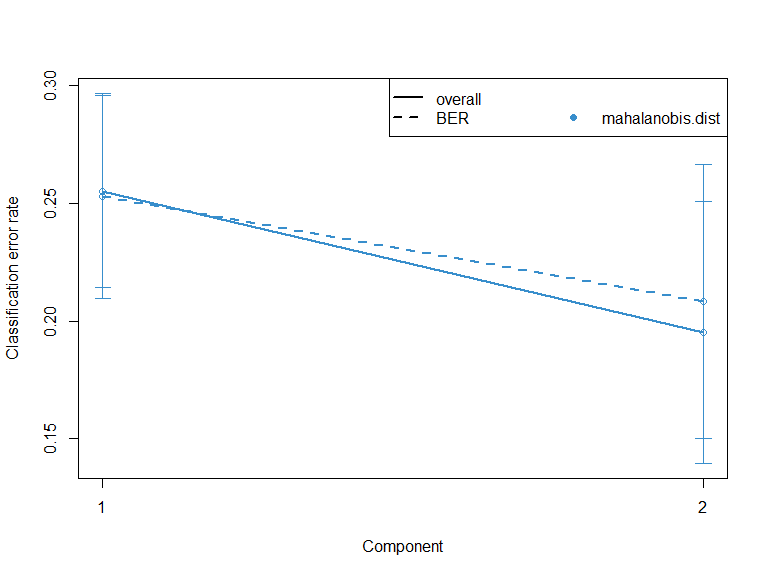 overall
BER
mahalanobis.dist
0.30
0.25
0.20
0.15
Classification error rate
1
2
Component